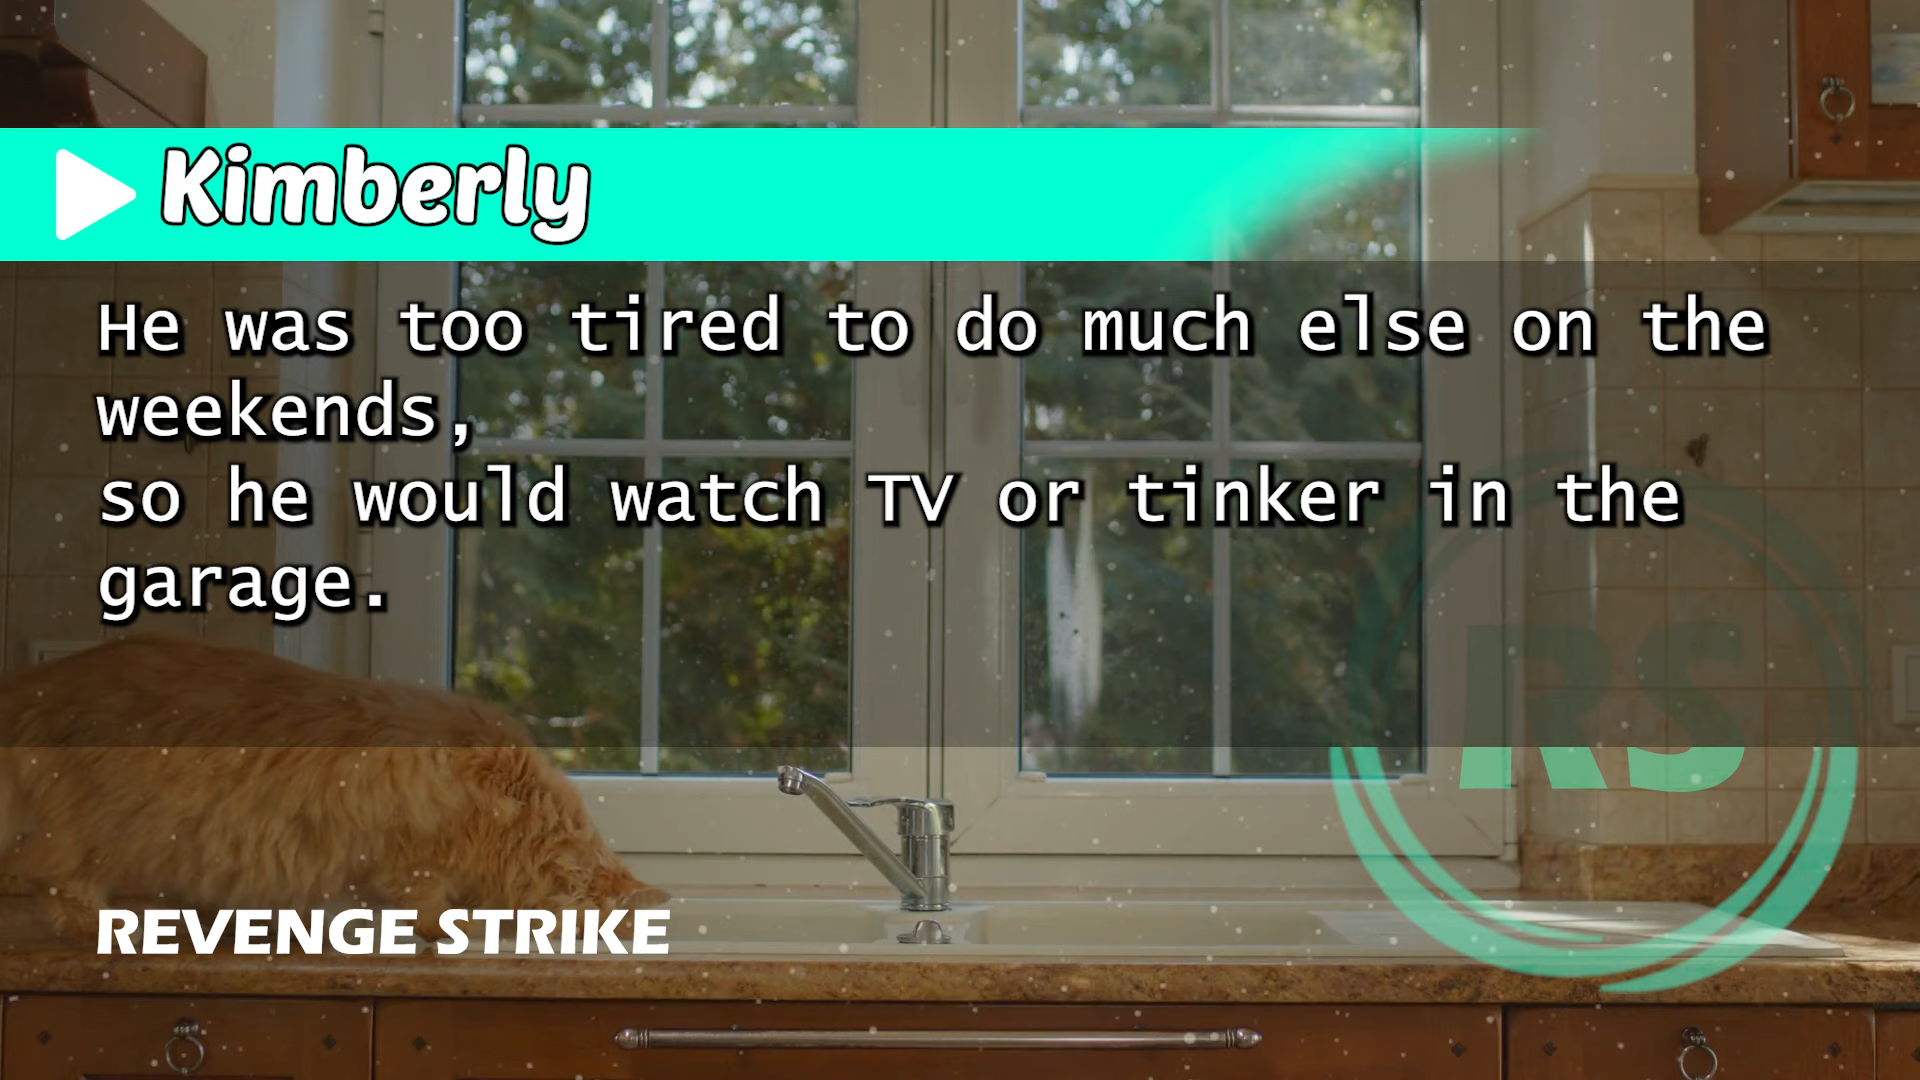 Kimberly
He was too tired to do much else on the
weekends,
so he would watch TV or tinker in the
garage.
RS
REVENGE STRIKE